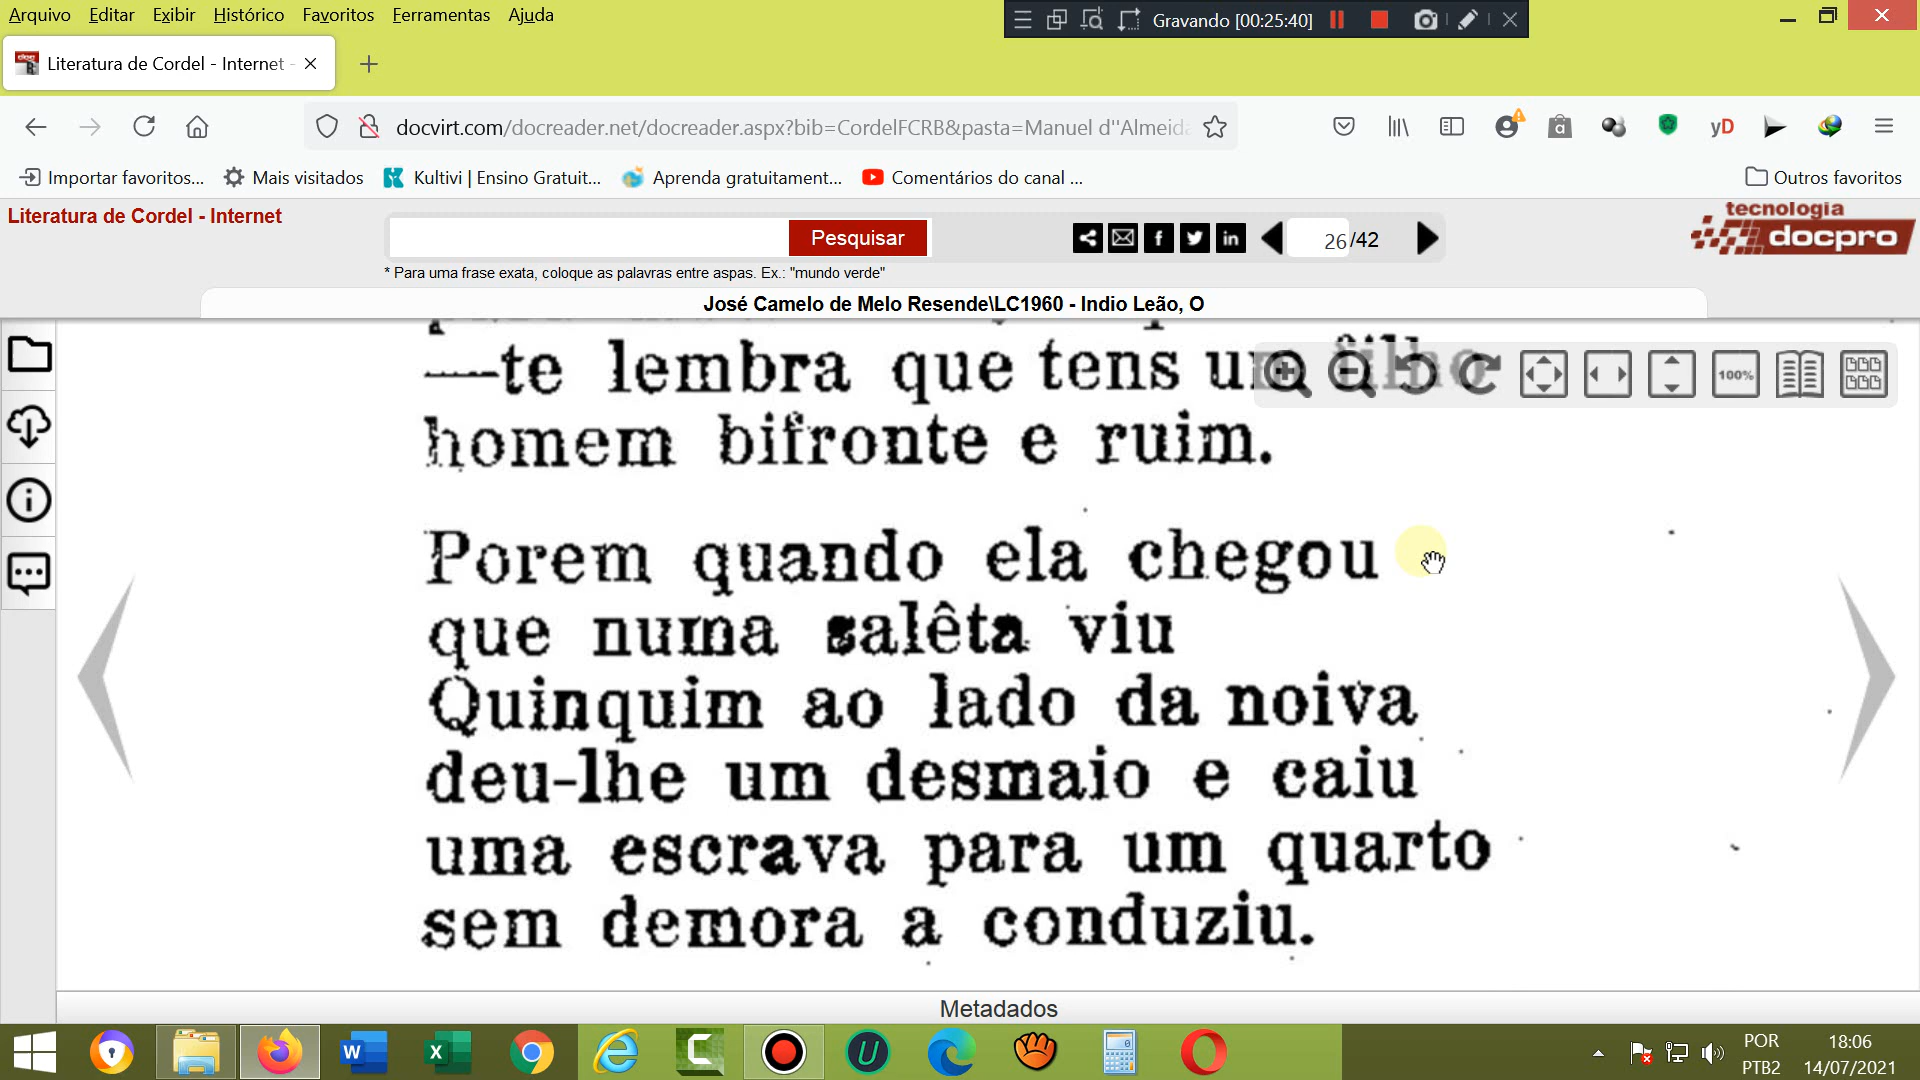 Arquivo Editar Exibir Histórico Favoritos Ferramentas Ajuda
Gravando [00:25:40]
Literatura de Cordel - Internet -
docvirt.com/docreader.net/docreader.aspx?bib=CordelFCRB&pasta=Manuel d''Almeida
Importar favoritos... Mais visitados Kultivi | Ensino Gratuit... Aprenda gratuitament... Comentários do canal ... Outros favoritos
Literatura de Cordel - Internet
Pesquisar
26 /42
tecnologia
docpro
* Para uma frase exata, coloque as palavras entre aspas. Ex.: "mundo verde"
José Camelo de Melo Resende\LC1960 - Indio Leão, O
—te lembra que tens um filho
100%
homem bifronte e ruim.
Porem quando ela chegou
que numa salêta viu
Quinquim ao lado da noiva
deu-lhe um desmaio e caiu
uma escrava para um quarto
sem demora a conduziu.
Metadados
POR
PTB2
18:06
14/07/2021